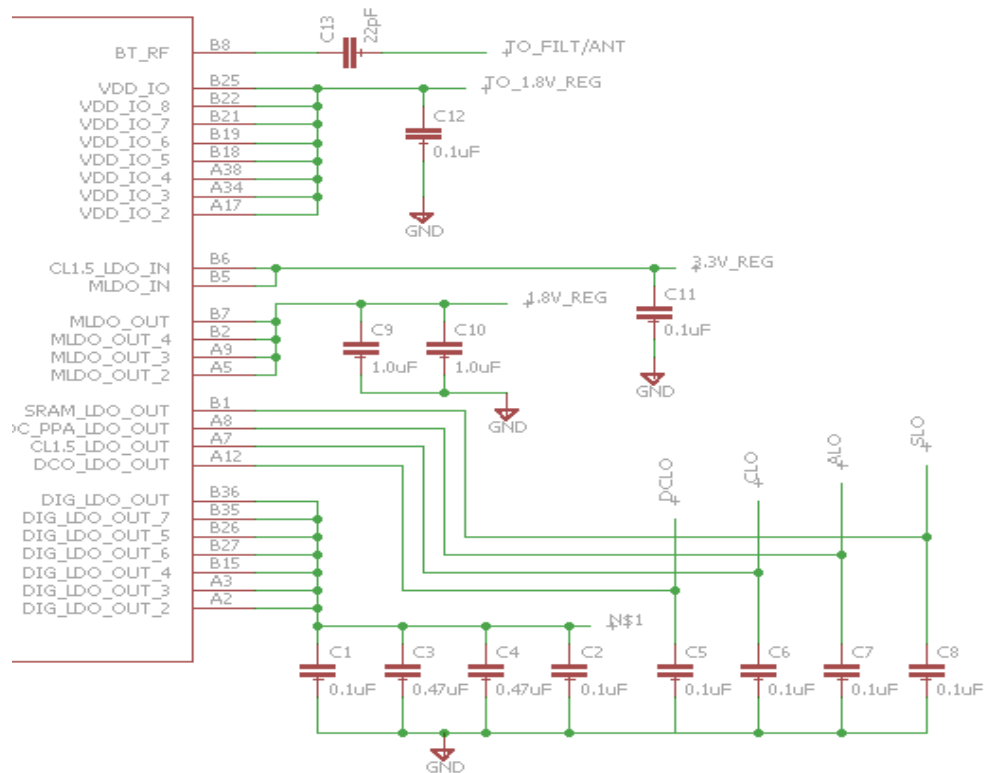 C13
22pF
BT_RF B8 TO_FILT/ANT
VDD_IO B25 TO_1.8V_REG
VDD_IO_8 B22
VDD_IO_7 B21
C12
VDD_IO_6 B19
0.1uF
VDD_IO_5 B18
VDD_IO_4 A38
VDD_IO_3 A34
VDD_IO_2 A17
GND
CL1.5_LDO_IN B6 3.3V_REG
MLDO_IN B5
C11
0.1uF
GND
1.8V_REG
MLDO_OUT B7
MLDO_OUT_4 B2
MLDO_OUT_3 A9
MLDO_OUT_2 A5
C9 C10
1.0uF 1.0uF
GND
SRAM_LDO_OUT B1
DC_PPA_LDO_OUT A8
CL1.5_LDO_OUT A7
DCO_LDO_OUT A12
DCLO CLO ALO SLO
DIG_LDO_OUT B36
DIG_LDO_OUT_7 B35
DIG_LDO_OUT_5 B26
DIG_LDO_OUT_6 B27
DIG_LDO_OUT_4 B15
DIG_LDO_OUT_3 A3
DIG_LDO_OUT_2 A2
N$1
C1 C3 C4 C2 C5 C6 C7 C8
0.1uF 0.47uF 0.47uF 0.1uF 0.1uF 0.1uF 0.1uF 0.1uF
GND